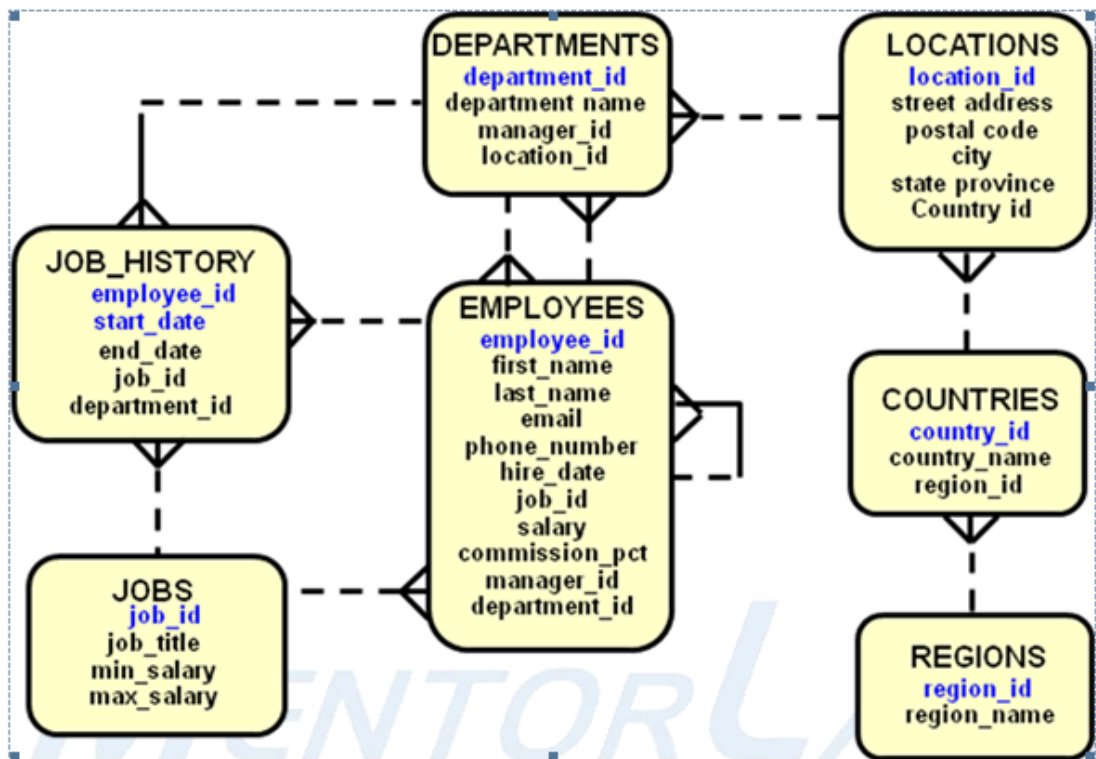 DEPARTMENTS
department_id
department name
manager_id
location_id
LOCATIONS
location_id
street address
postal code
city
state province
Country id
JOB_HISTORY
employee_id
start_date
end_date
job_id
department_id
EMPLOYEES
employee_id
first_name
last_name
email
phone_number
hire_date
job_id
salary
commission_pct
manager_id
department_id
COUNTRIES
country_id
country_name
region_id
JOBS
job_id
job_title
min_salary
max_salary
REGIONS
region_id
region_name